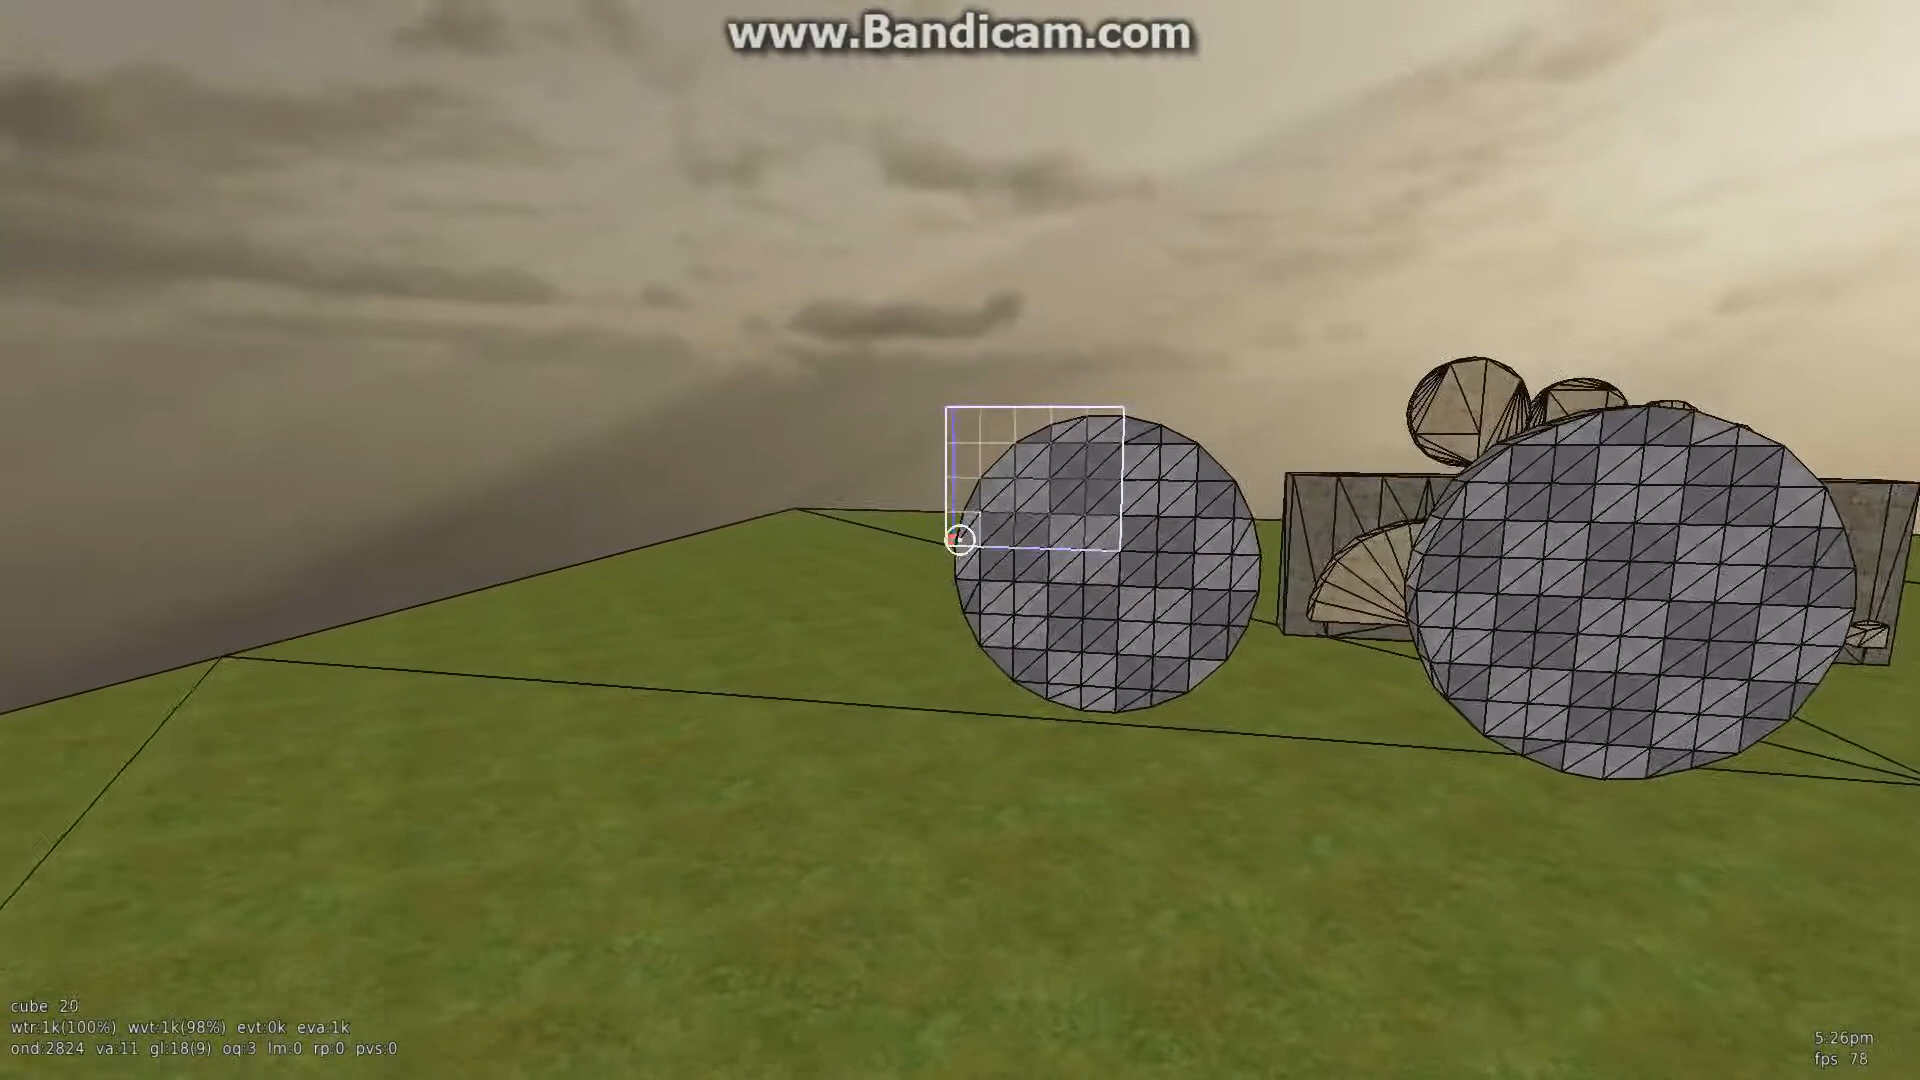 www.Bandicam.com
cube 20
wtr:1k(100%) wvt:1k(98%) evt:0k eva:1k
ond:2824 va:11 gl:18(9) oq:3 lm:0 rp:0 pvs:0
5:26pm
fps 78